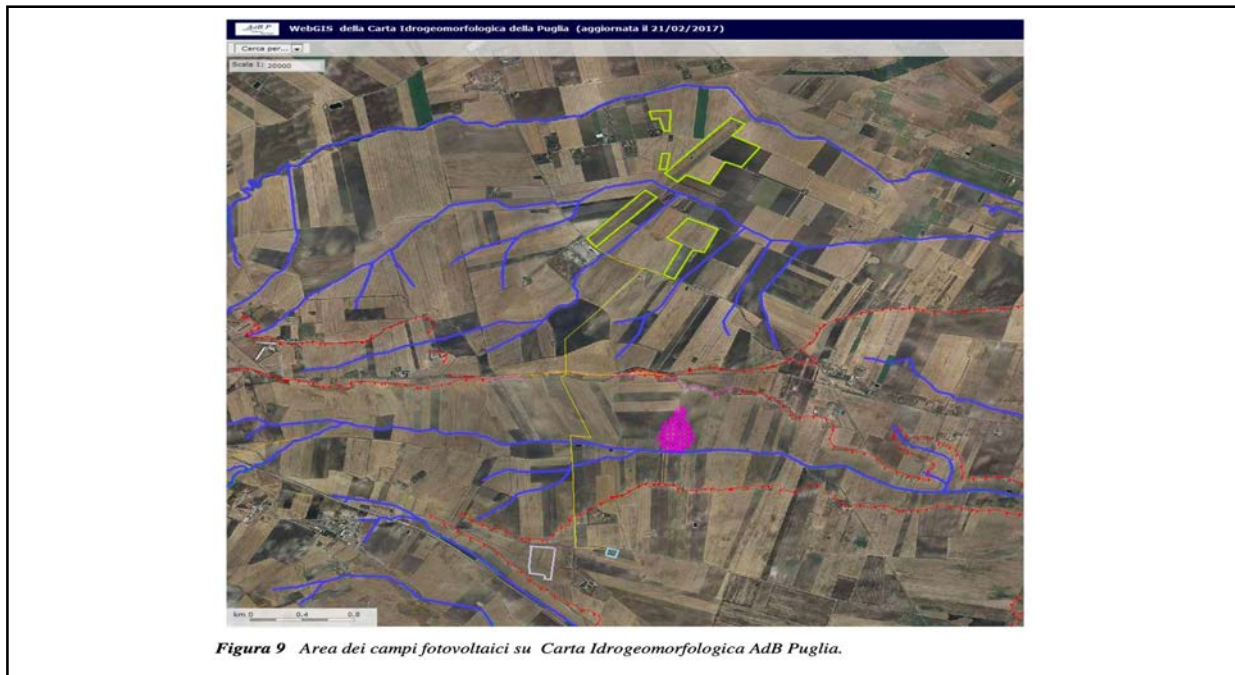 AdB P
WebGIS della Carta Idrogeomorfologica della Puglia (aggiornata il 21/02/2017)
Cerca per...
Scala 1: 20000
km 0 0.4 0.8
Figura 9 Area dei campi fotovoltaici su Carta Idrogeomorfologica AdB Puglia.